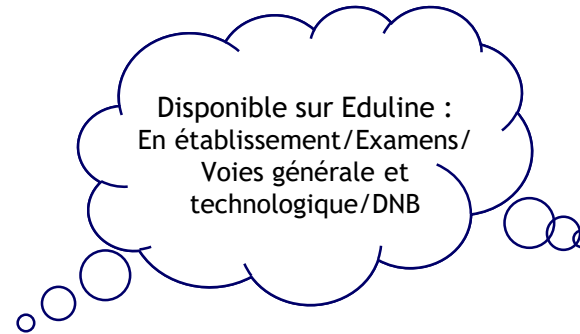 Disponible sur Eduline :
En établissement/Examens/
Voies générale et
technologique/DNB